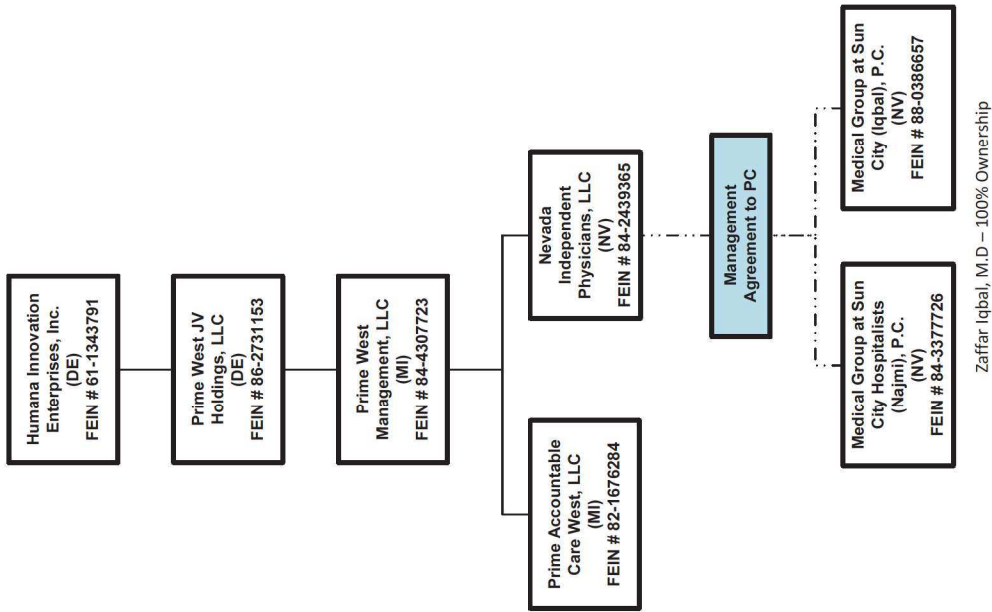 Humana Innovation
Enterprises, Inc.
(DE)
FEIN # 61-1343791
Prime West JV
Holdings, LLC
(DE)
FEIN # 86-2731153
Prime West
Management, LLC
(MI)
FEIN # 84-4307723
Prime Accountable
Care West, LLC
(MI)
FEIN # 82-1676284
Nevada
Independent
Physicians, LLC
(NV)
FEIN # 84-2439365
Management
Agreement to PC
Medical Group at Sun
City Hospitalists
(Najmi), P.C.
(NV)
FEIN # 84-3377726
Medical Group at Sun
City (Iqbal), P.C.
(NV)
FEIN # 88-0386657
Zaffar Iqbal, M.D – 100% Ownership